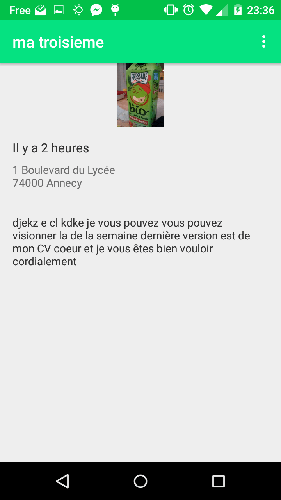 Free 23:36
ma troisieme
BIO
Il y a 2 heures
1 Boulevard du Lycée
74000 Annecy
djekz e cl kdke je vous pouvez vous pouvez
visionner la de la semaine dernière version est de
mon CV coeur et je vous êtes bien vouloir
cordialement